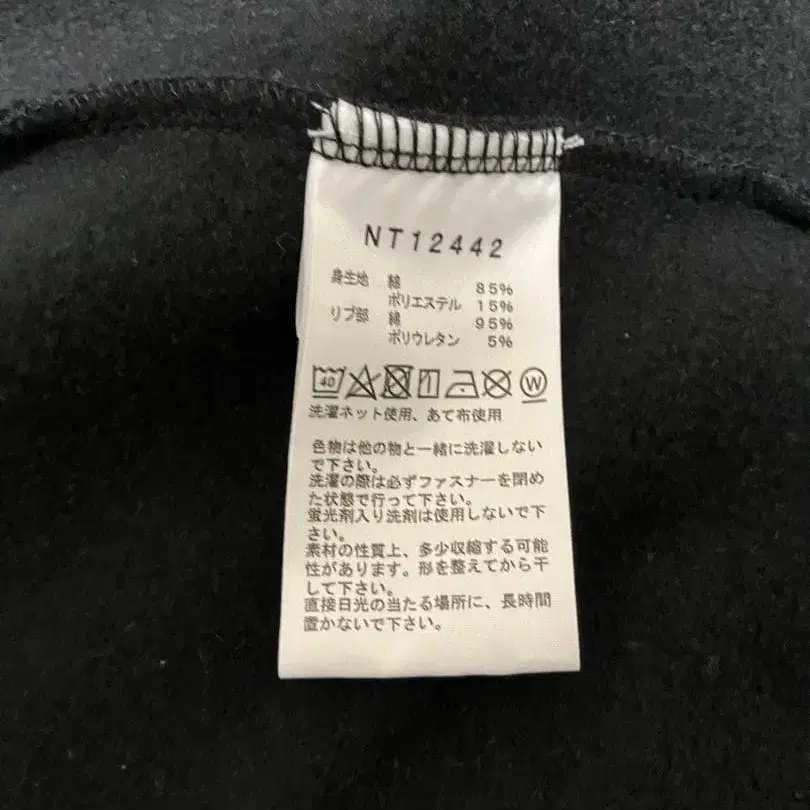 NT12442
身生地 綿 85%
ポリエステル 15%
リブ部 綿 95%
ポリウレタン 5%
40 W
洗濯ネット使用、あて布使用
色物は他の物と一緒に洗濯しない
で下さい。
洗濯の際は必ずファスナーを閉め
た状態で行って下さい。
蛍光剤入り洗剤は使用しないで下
さい。
素材の性質上、多少収縮する可能
性があります。形を整えてから干
して下さい。
直接日光の当たる場所に、長時間
置かないで下さい。